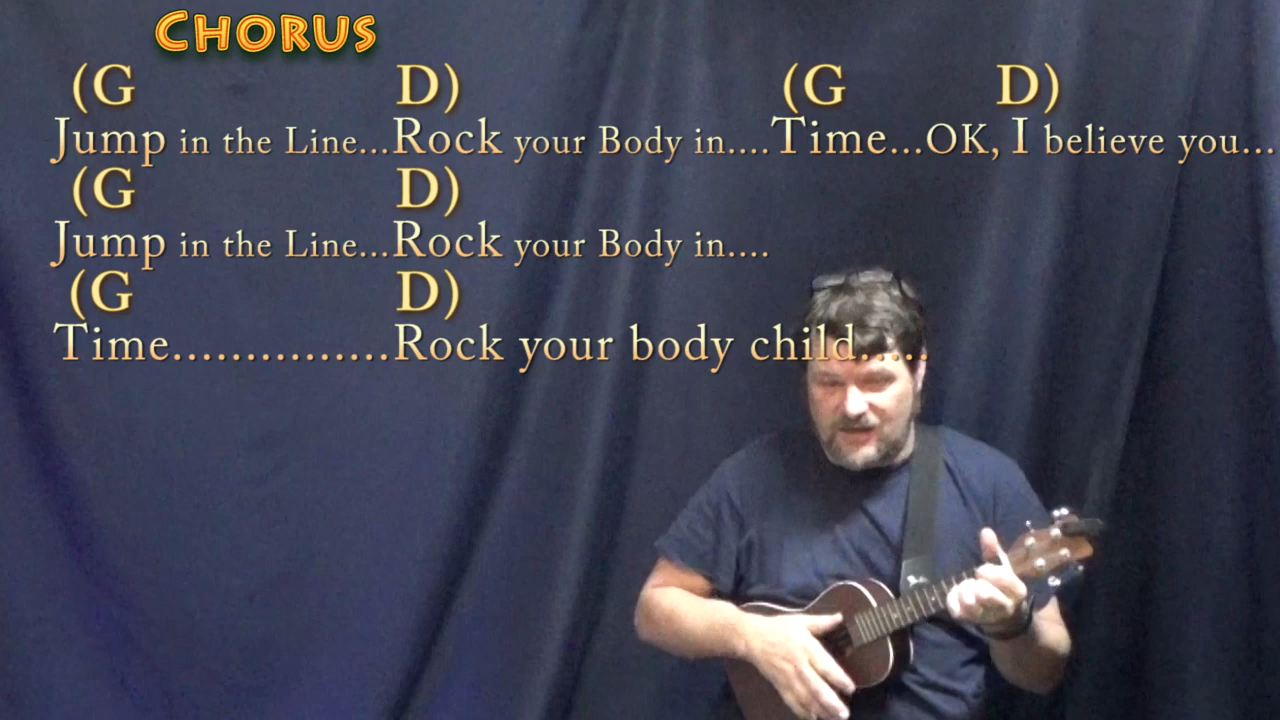 CHORUS
(G D) (G D)
Jump in the Line...Rock your Body in....Time...OK, I believe you...
(G D)
Jump in the Line...Rock your Body in....
(G D)
Time...............Rock your body child.....